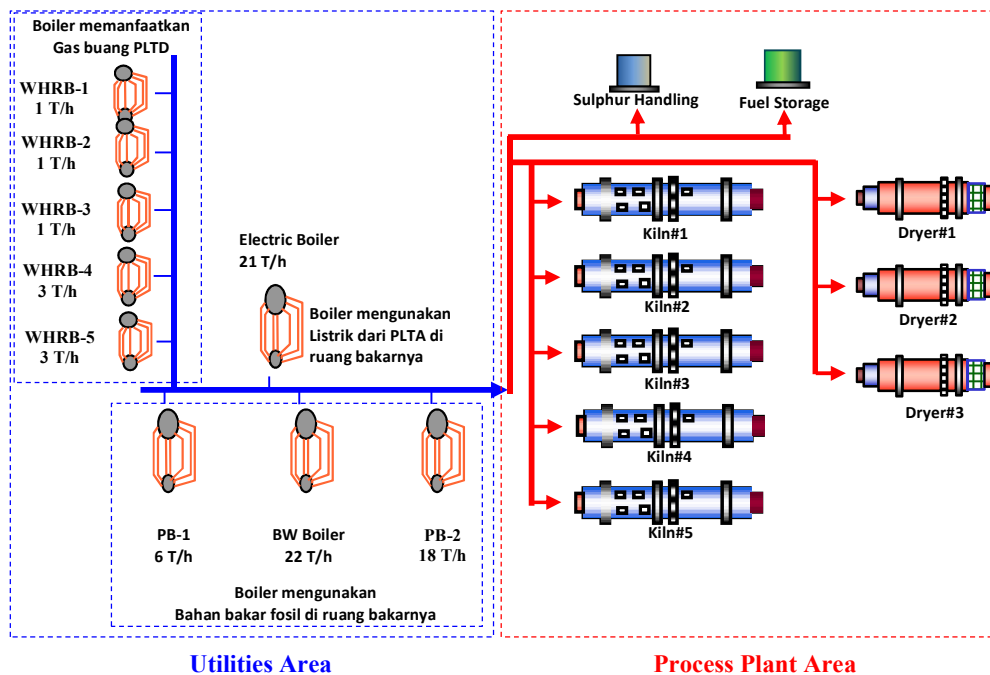 Boiler memanfaatkan
Gas buang PLTD
WHRB-1
1 T/h
WHRB-2
1 T/h
WHRB-3
1 T/h
WHRB-4
3 T/h
WHRB-5
3 T/h
Electric Boiler
21 T/h
Boiler mengunakan
Listrik dari PLTA di
ruang bakarnya
PB-1
6 T/h
BW Boiler
22 T/h
PB-2
18 T/h
Boiler mengunakan
Bahan bakar fosil di ruang bakarnya
Utilities Area
Sulphur Handling
Fuel Storage
Kiln#1
Kiln#2
Kiln#3
Kiln#4
Kiln#5
Dryer#1
Dryer#2
Dryer#3
Process Plant Area